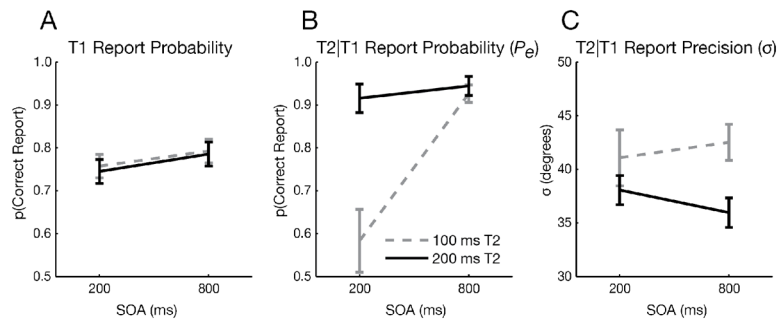 A
B
C
T1 Report Probability
T2|T1 Report Probability (Pe)
T2|T1 Report Precision (σ)
p(Correct Report)
1.0
0.9
0.8
0.7
0.6
0.5
200
800
SOA (ms)
p(Correct Report)
1.0
0.9
0.8
0.7
0.6
0.5
100 ms T2
200 ms T2
200
800
SOA (ms)
σ (degrees)
50
45
40
35
30
200
800
SOA (ms)